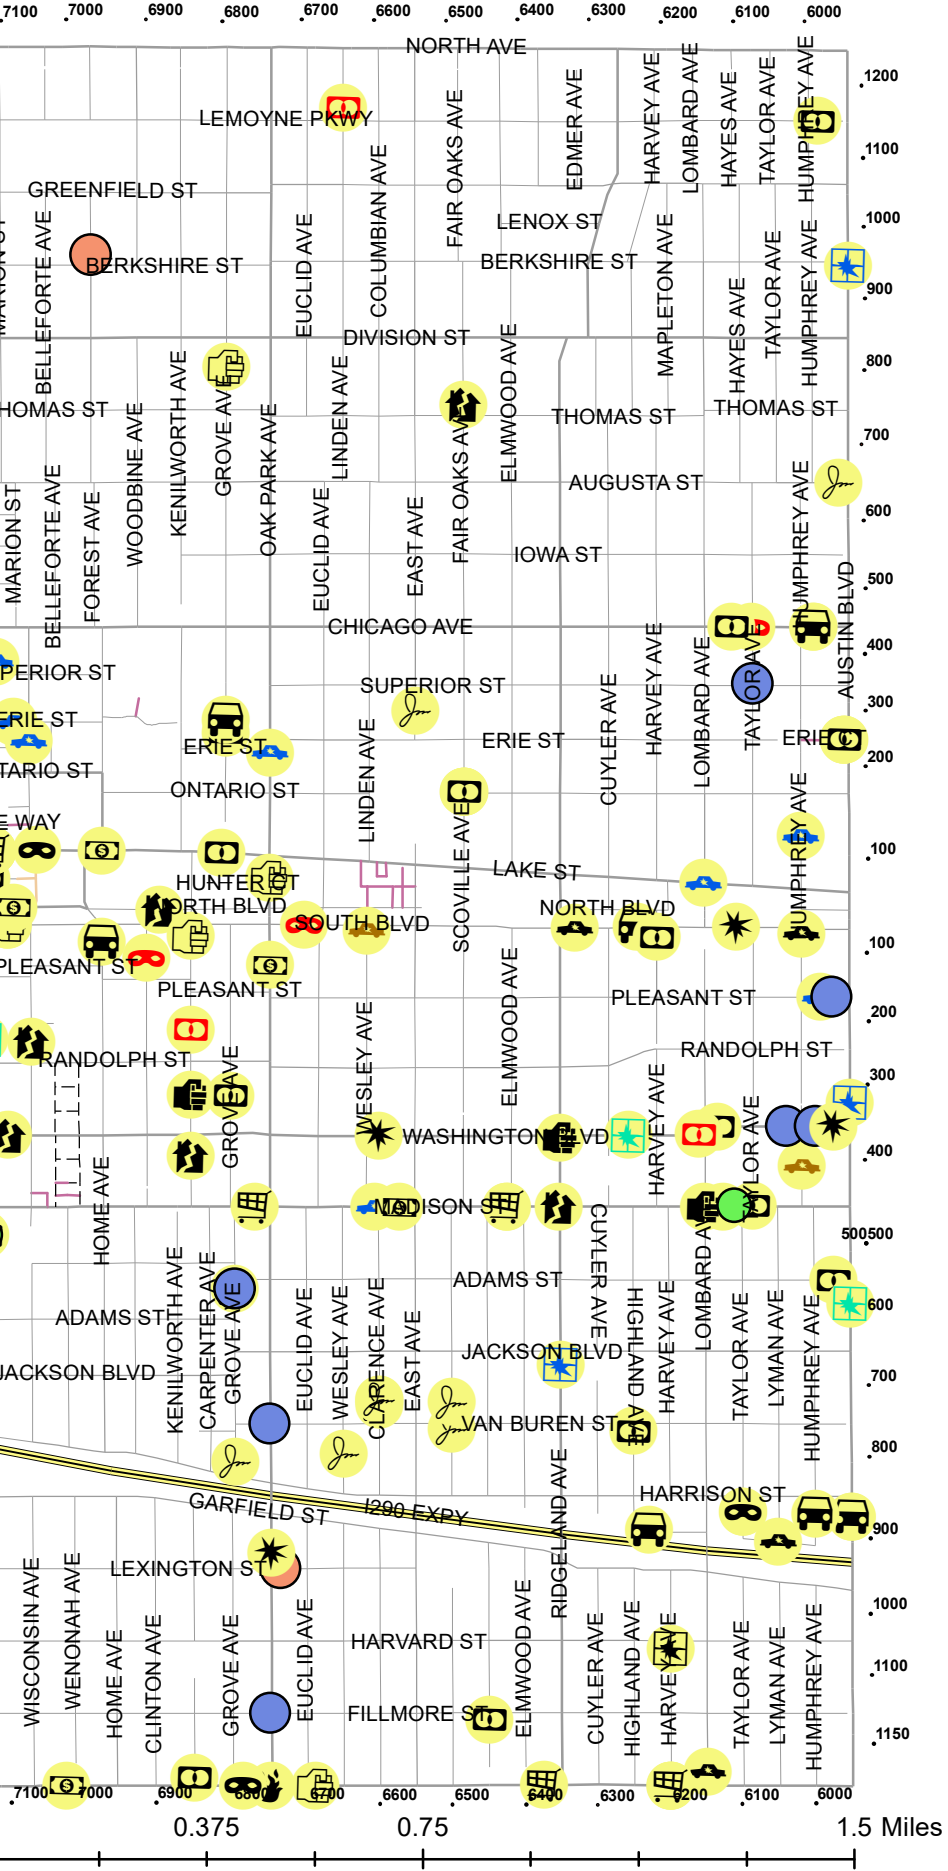 7100 7000 6900 6800 6700 6600 6500 6400 6300 6200 6100 6000
NORTH AVE
1200
LEMOYNE PKWY
FAIR OAKS AVE
EDMER AVE
HARVEY AVE
LOMBARD AVE
HAYES AVE
TAYLOR AVE
HUMPHREY AVE
1100
COLUMBIAN AVE
GREENFIELD ST
1000
LENOX ST
BELLEFORTE AVE
BERKSHIRE ST
EUCLID AVE
BERKSHIRE ST
MAPLETON AVE
HAYES AVE
TAYLOR AVE
HUMPHREY AVE
900
DIVISION ST
800
HOMAS ST
WOODBINE AVE
KENILWORTH AVE
GROVE AVE
OAK PARK AVE
LINDEN AVE
FAIR OAKS AVE
ELMWOOD AVE
THOMAS ST
THOMAS ST
700
AUGUSTA ST
MARION ST
BELLEFORTE AVE
FOREST AVE
EUCLID AVE
EAST AVE
HUMPHREY AVE
600
IOWA ST
500
AUSTIN BLVD
CHICAGO AVE
400
PERIOR ST
SUPERIOR ST
CUYLER AVE
HARVEY AVE
LOMBARD AVE
TAYLOR AVE
300
ERIE ST
ERIE ST
LINDEN AVE
ERIE ST
200
TARIO ST
ONTARIO ST
HUMPHREY AVE
E WAY
100
SCOVILLE AVE
LAKE ST
NORTH BLVD
SOUTH BLVD
NORTH BLVD
100
PLEASANT ST
PLEASANT ST
ELMWOOD AVE
PLEASANT ST
200
RANDOLPH ST
RANDOLPH ST
300
GROVE AVE
WESLEY AVE
HARVEY AVE
WASHINGTON BLVD
400
HOME AVE
MADISON ST
500500
CUYLER AVE
LOMBARD AVE
ADAMS ST
600
ADAMS ST
KENILWORTH AVE
CARPENTER AVE
GROVE AVE
EUCLID AVE
WESLEY AVE
CLARENCE AVE
EAST AVE
HIGHLAND AVE
HARVEY AVE
TAYLOR AVE
LYMAN AVE
HUMPHREY AVE
JACKSON BLVD
JACKSON BLVD
700
VAN BUREN ST
800
HARRISON ST
GARFIELD ST
I290 EXPY
RIDGELAND AVE
900
LEXINGTON ST
1000
WISCONSIN AVE
WENONAH AVE
HOME AVE
CLINTON AVE
GROVE AVE
EUCLID AVE
HARVARD ST
ELMWOOD AVE
CUYLER AVE
HIGHLAND AVE
HARVEY AVE
TAYLOR AVE
LYMAN AVE
HUMPHREY AVE
1100
FILLMORE ST
1150
7100 7000 6900 6800 6700 6600 6500 6400 6300 6200 6100 6000
0.375 0.75 1.5 Miles